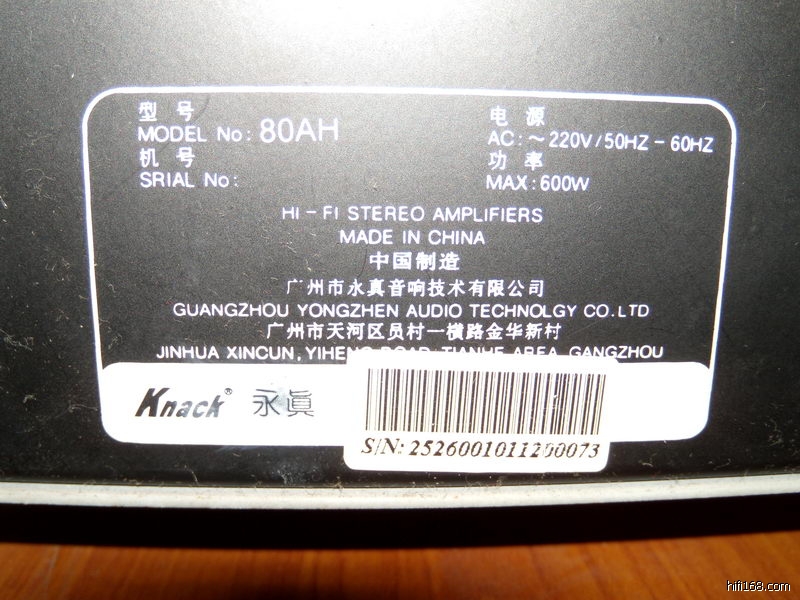 型号
MODEL No: 80AH
机号
SRIAL No:
电源
AC: ~ 220V/50HZ - 60HZ
功率
MAX: 600W
HI - FI STEREO AMPLIFIERS
MADE IN CHINA
中国制造
广州市永真音响技术有限公司
GUANGZHOU YONGZHEN AUDIO TECHNOLGY CO.LTD
广州市天河区员村一横路金华新村
JINHUA XINCUN, YIHENG ROAD, TIANHE AREA, GANGZHOU
Knack® 永真
S/N: 2526001011200073
hifi168.com